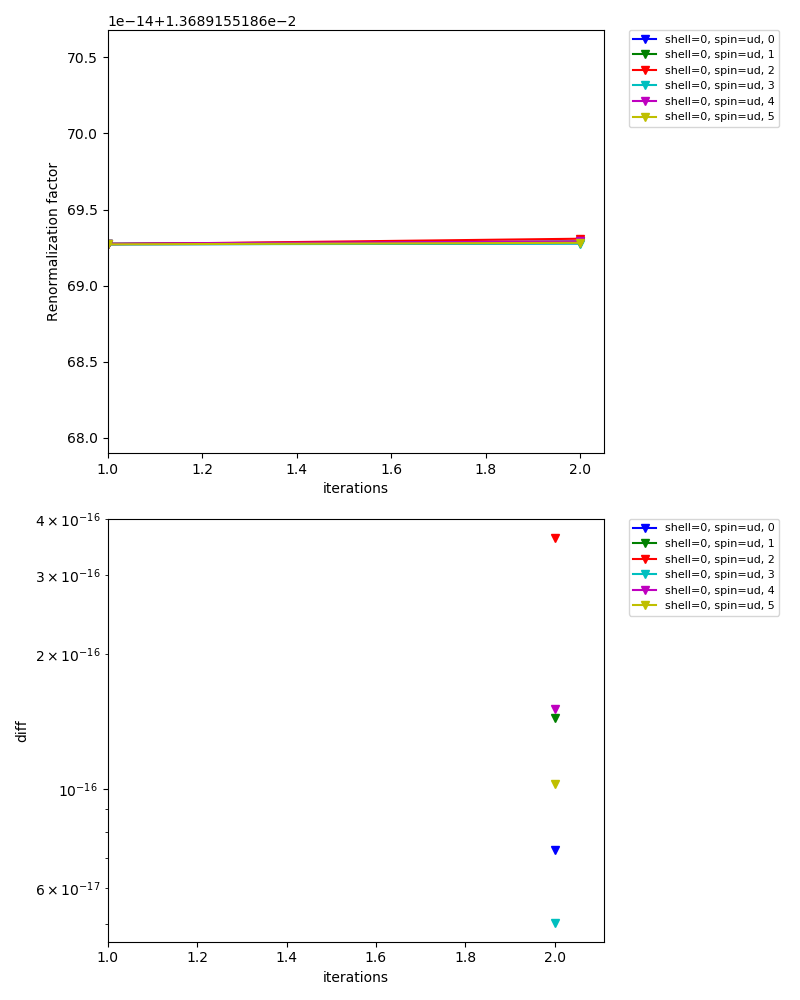 1e−14+1.3689155186e−2
70.5
70.0
69.5
69.0
68.5
68.0
Renormalization factor
1.0 1.2 1.4 1.6 1.8 2.0
iterations
shell=0, spin=ud, 0
shell=0, spin=ud, 1
shell=0, spin=ud, 2
shell=0, spin=ud, 3
shell=0, spin=ud, 4
shell=0, spin=ud, 5
4 × 10⁻¹⁶
3 × 10⁻¹⁶
2 × 10⁻¹⁶
10⁻¹⁶
6 × 10⁻¹⁷
diff
1.0 1.2 1.4 1.6 1.8 2.0
iterations
shell=0, spin=ud, 0
shell=0, spin=ud, 1
shell=0, spin=ud, 2
shell=0, spin=ud, 3
shell=0, spin=ud, 4
shell=0, spin=ud, 5